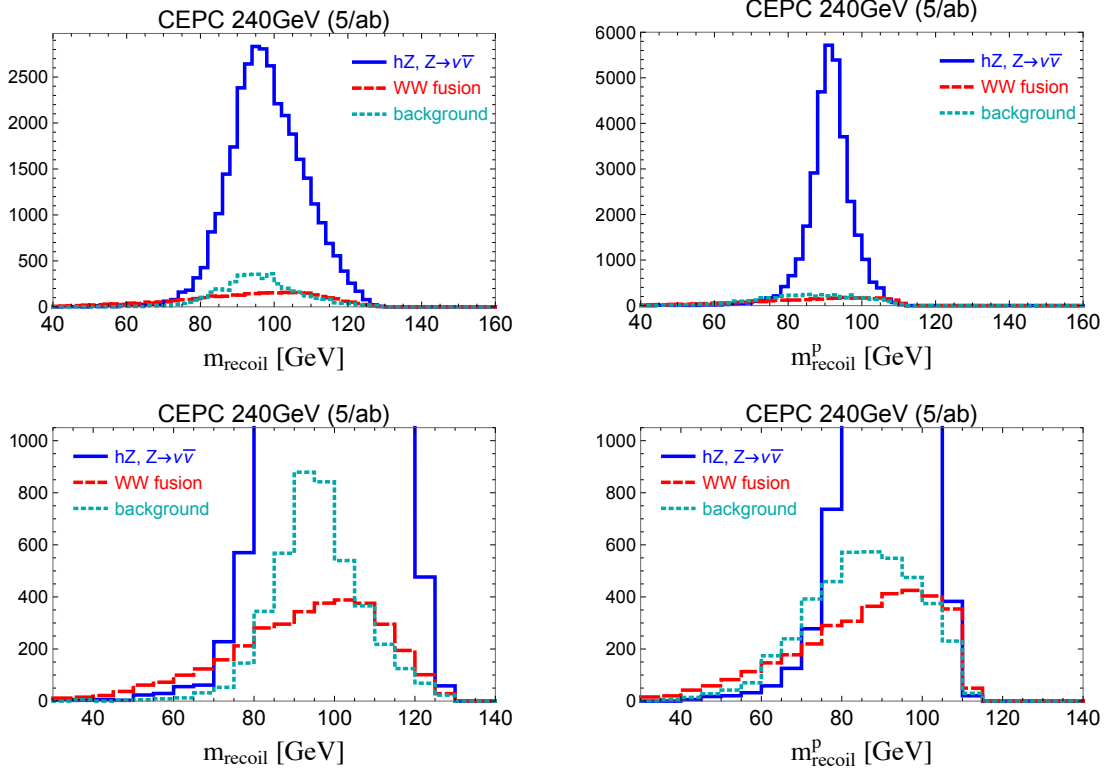 CEPC 240GeV (5/ab)
hZ, Z→νν̄
WW fusion
background
2500
2000
1500
1000
500
0
40 60 80 100 120 140 160
m_recoil [GeV]
CEPC 240GeV (5/ab)
hZ, Z→νν̄
WW fusion
background
6000
5000
4000
3000
2000
1000
0
40 60 80 100 120 140 160
m^p_recoil [GeV]
CEPC 240GeV (5/ab)
hZ, Z→νν̄
WW fusion
background
1000
800
600
400
200
0
40 60 80 100 120 140
m_recoil [GeV]
CEPC 240GeV (5/ab)
hZ, Z→νν̄
WW fusion
background
1000
800
600
400
200
0
40 60 80 100 120 140
m^p_recoil [GeV]